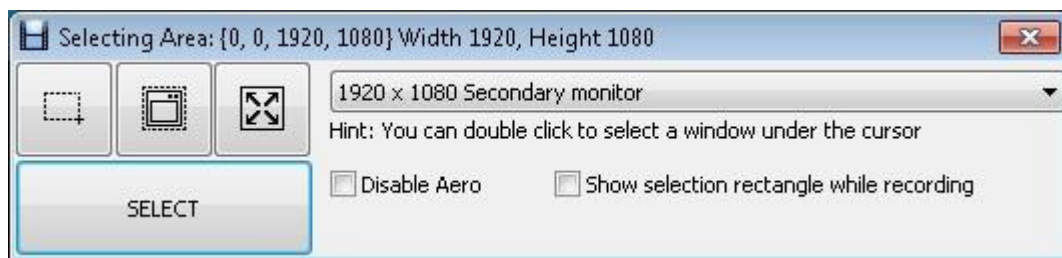 Selecting Area: {0, 0, 1920, 1080} Width 1920, Height 1080
1920 x 1080 Secondary monitor
Hint: You can double click to select a window under the cursor
Disable Aero Show selection rectangle while recording
SELECT